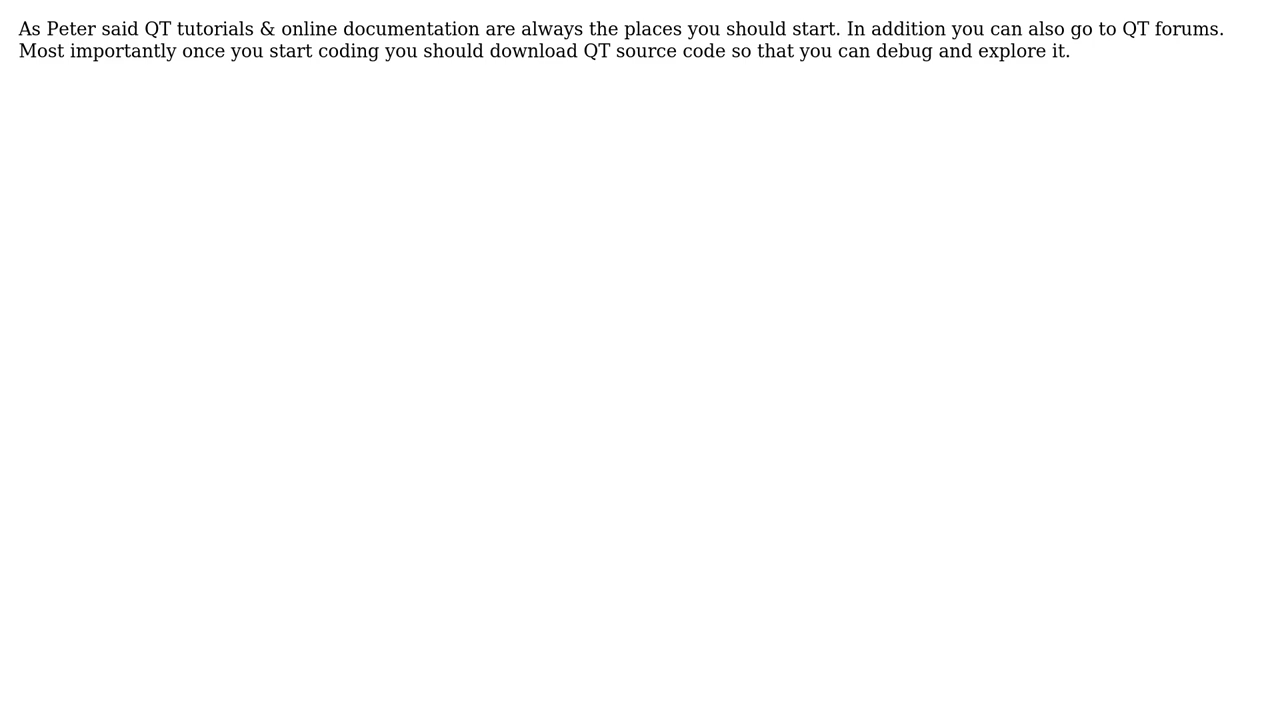 As Peter said QT tutorials & online documentation are always the places you should start. In addition you can also go to QT forums.
Most importantly once you start coding you should download QT source code so that you can debug and explore it.